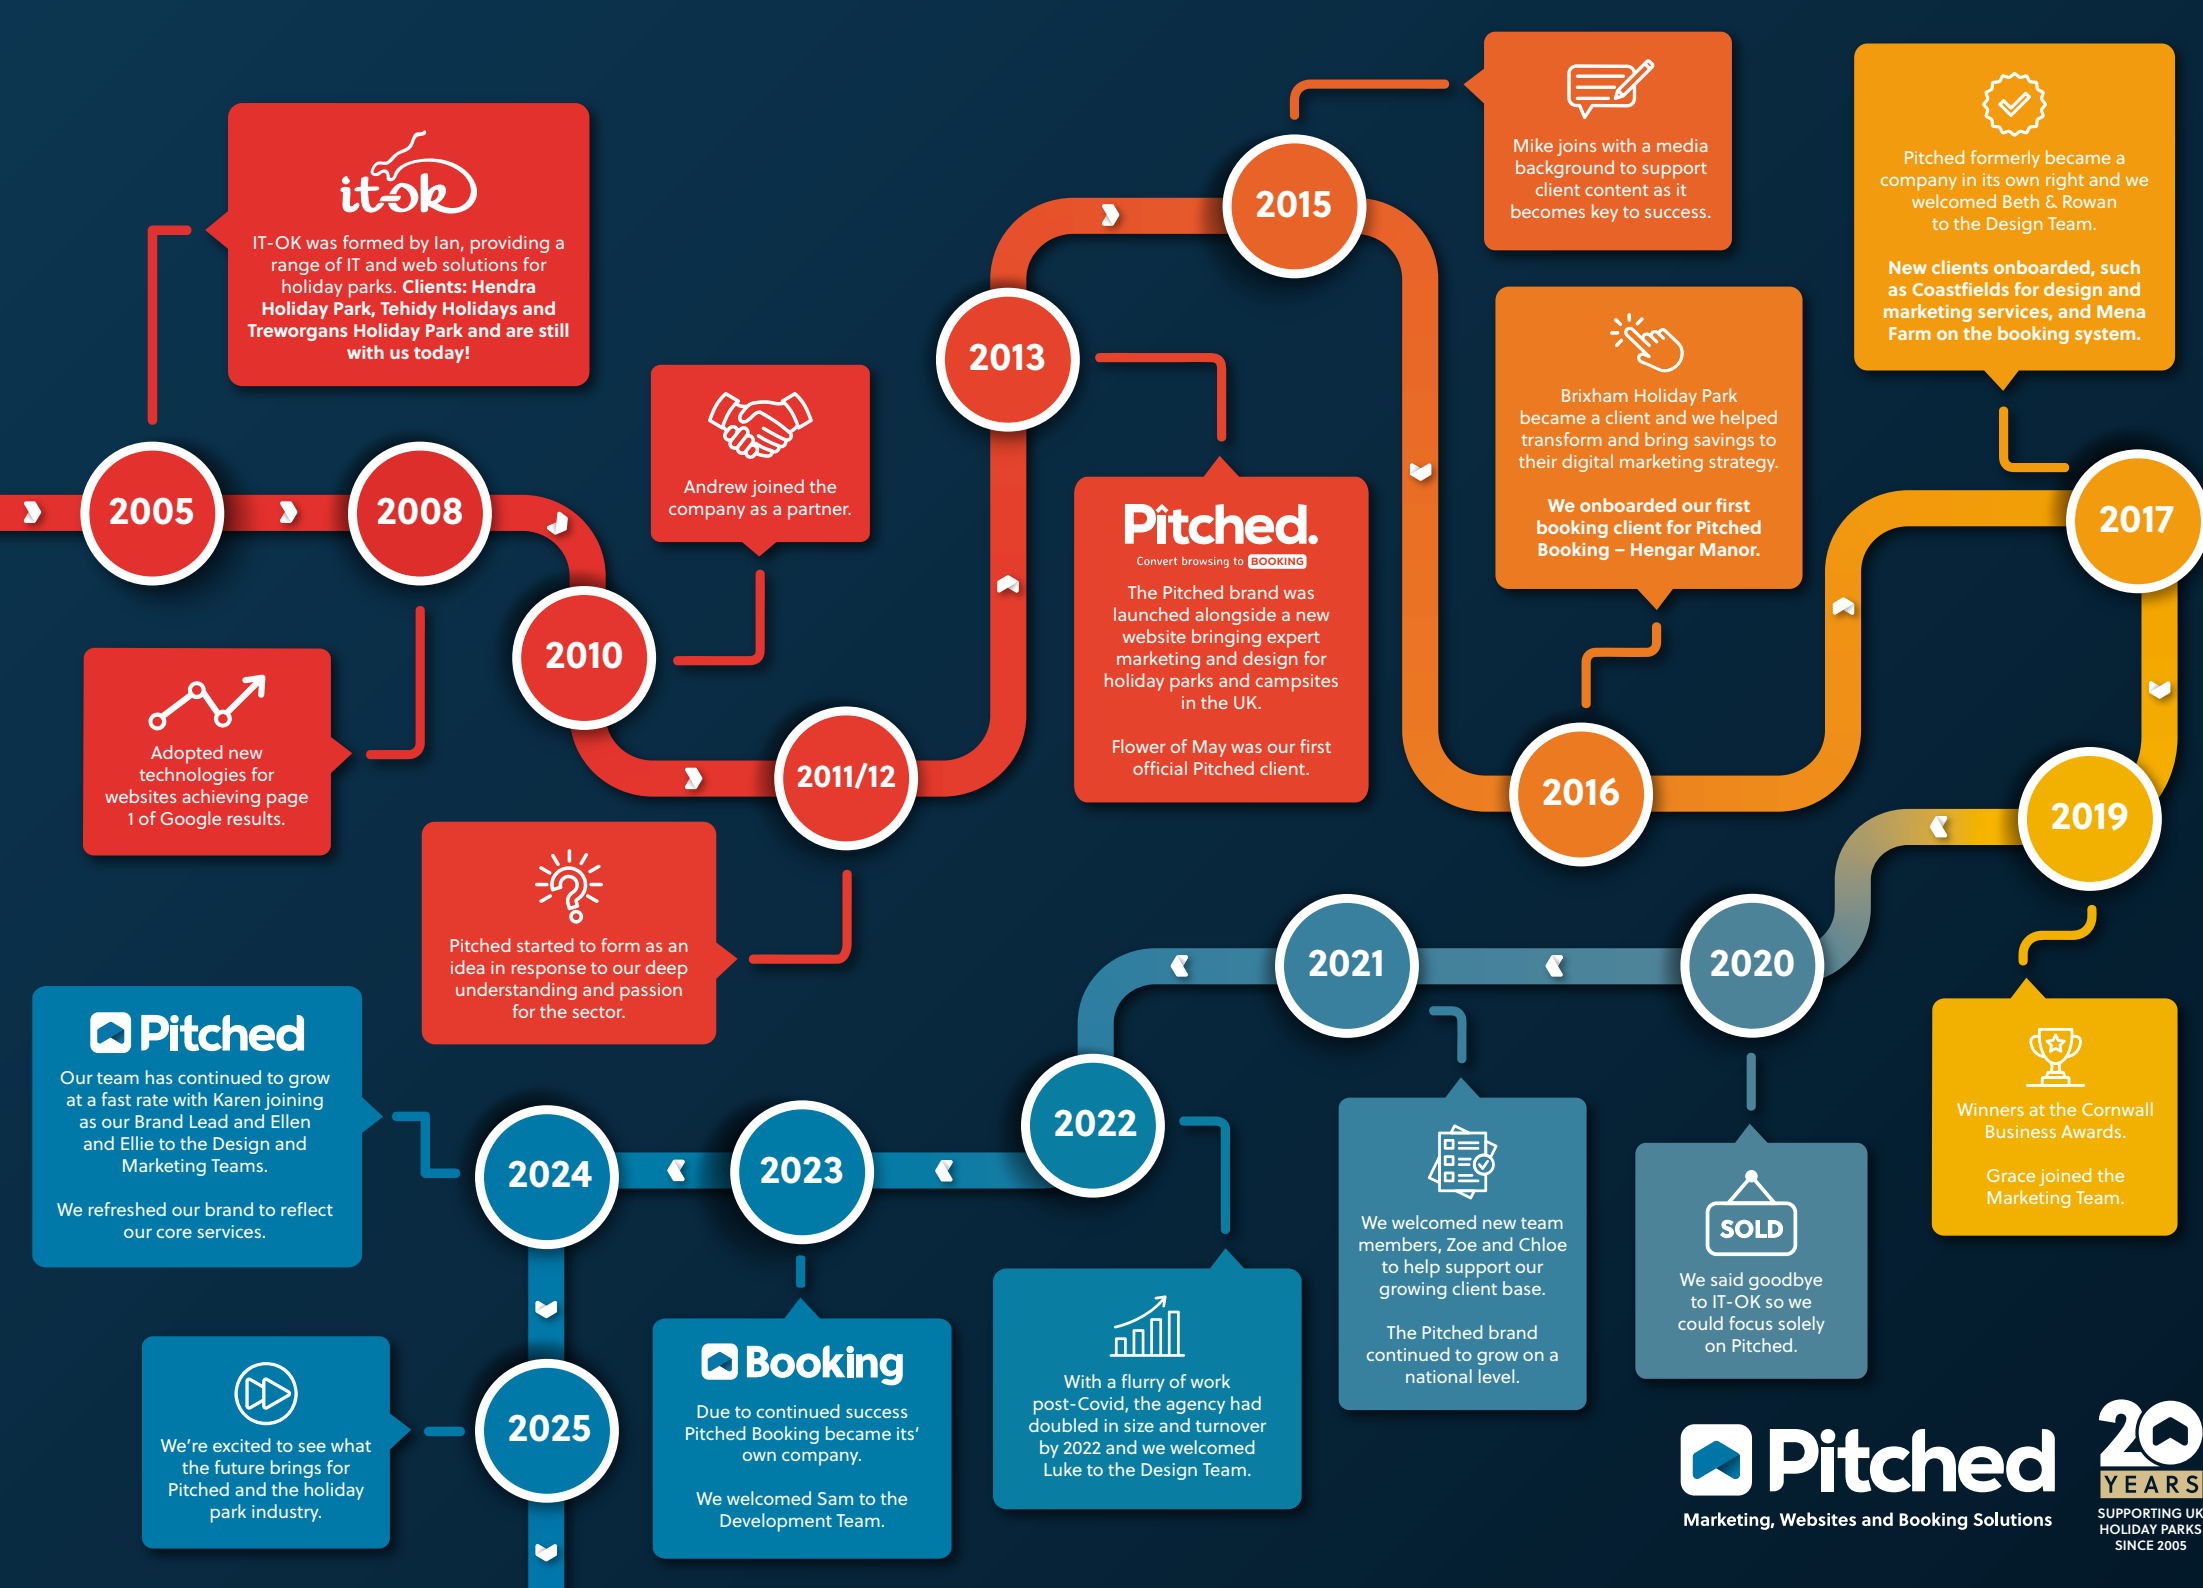 2005
itok
IT-OK was formed by Ian, providing a
range of IT and web solutions for
holiday parks. Clients: Hendra
Holiday Park, Tehidy Holidays and
Treworgans Holiday Park and are still
with us today!
2008
Adopted new
technologies for
websites achieving page
1 of Google results.
2010
Andrew joined the
company as a partner.
2011/12
Pitched started to form as an
idea in response to our deep
understanding and passion
for the sector.
2013
Pitched.
Convert browsing to BOOKING
The Pitched brand was
launched alongside a new
website bringing expert
marketing and design for
holiday parks and campsites
in the UK.
Flower of May was our first
official Pitched client.
2015
Mike joins with a media
background to support
client content as it
becomes key to success.
2016
Brixham Holiday Park
became a client and we helped
transform and bring savings to
their digital marketing strategy.
We onboarded our first
booking client for Pitched
Booking – Hengar Manor.
2017
Pitched formerly became a
company in its own right and we
welcomed Beth & Rowan
to the Design Team.
New clients onboarded, such
as Coastfields for design and
marketing services, and Mena
Farm on the booking system.
2019
Winners at the Cornwall
Business Awards.
Grace joined the
Marketing Team.
2020
SOLD
We said goodbye
to IT-OK so we
could focus solely
on Pitched.
2021
We welcomed new team
members, Zoe and Chloe
to help support our
growing client base.
The Pitched brand
continued to grow on a
national level.
2022
With a flurry of work
post-Covid, the agency had
doubled in size and turnover
by 2022 and we welcomed
Luke to the Design Team.
2023
Booking
Due to continued success
Pitched Booking became its'
own company.
We welcomed Sam to the
Development Team.
2024
Pitched
Our team has continued to grow
at a fast rate with Karen joining
as our Brand Lead and Ellen
and Ellie to the Design and
Marketing Teams.
We refreshed our brand to reflect
our core services.
2025
We're excited to see what
the future brings for
Pitched and the holiday
park industry.
Pitched
Marketing, Websites and Booking Solutions
20
YEARS
SUPPORTING UK
HOLIDAY PARKS
SINCE 2005